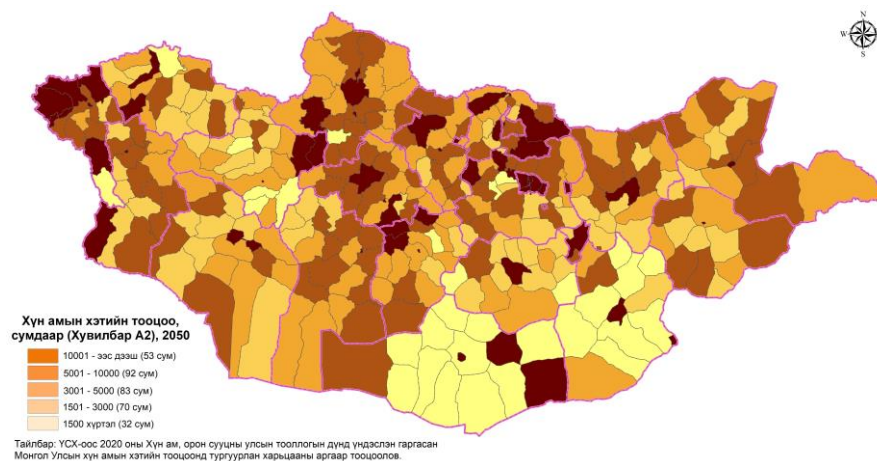 N
W E
S
Хүн амын хэтийн тооцоо,
сумдаар (Хувилбар А2), 2050
10001 - ээс дээш (53 сум)
5001 - 10000 (92 сум)
3001 - 5000 (83 сум)
1501 - 3000 (70 сум)
1500 хүртэл (32 сум)
Тайлбар: ҮСХ-оос 2020 оны Хүн ам, орон сууцны улсын тооллогын дүнд үндэслэн гаргасан
Монгол Улсын хүн амын хэтийн тооцоонд тургуурлан харьцааны аргаар тооцоолов.